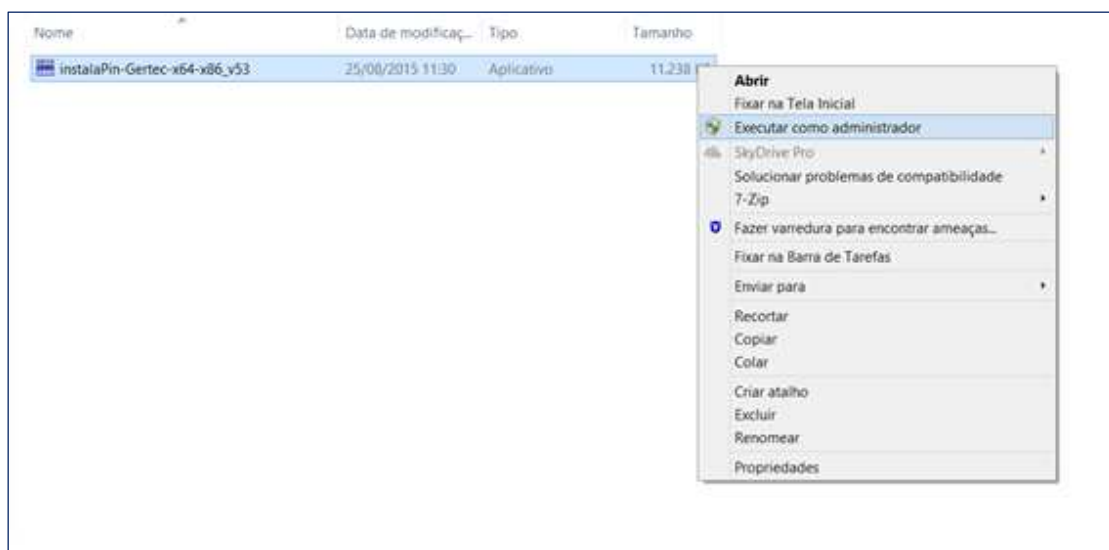 Nome Data de modificaç... Tipo Tamanho
instalaPin-Gertec-x64-x86_v53 25/08/2015 11:30 Aplicativo 11.238
Abrir
Fixar na Tela Inicial
Executar como administrador
SkyDrive Pro
Solucionar problemas de compatibilidade
7-Zip
Fazer varredura para encontrar ameaças...
Fixar na Barra de Tarefas
Enviar para
Recortar
Copiar
Colar
Criar atalho
Excluir
Renomear
Propriedades